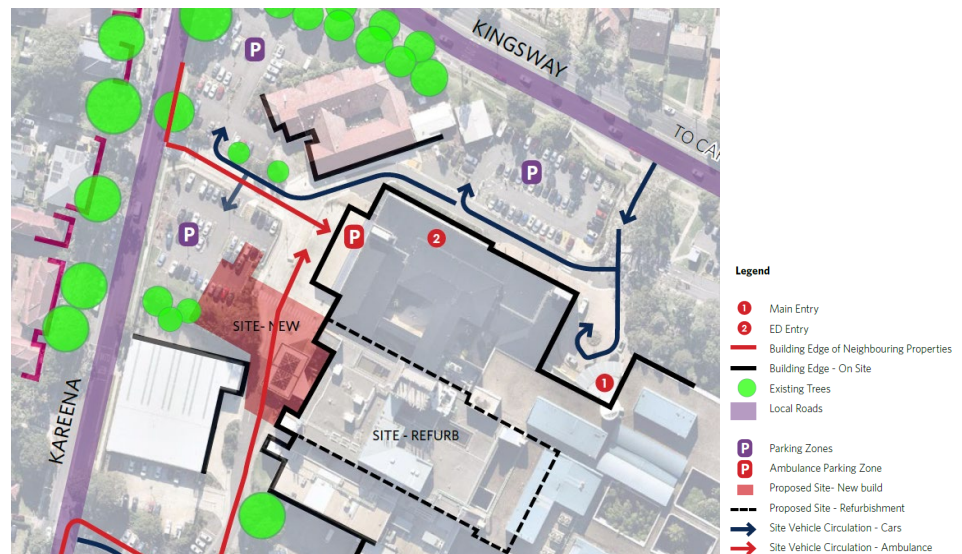 KINGSWAY
TO CA
P
P
P
P
2
SITE- NEW
1
SITE - REFURB
KAREENA
Legend
1 Main Entry
2 ED Entry
Building Edge of Neighbouring Properties
Building Edge - On Site
Existing Trees
Local Roads
P Parking Zones
P Ambulance Parking Zone
Proposed Site- New build
Proposed Site - Refurbishment
Site Vehicle Circulation - Cars
Site Vehicle Circulation - Ambulance